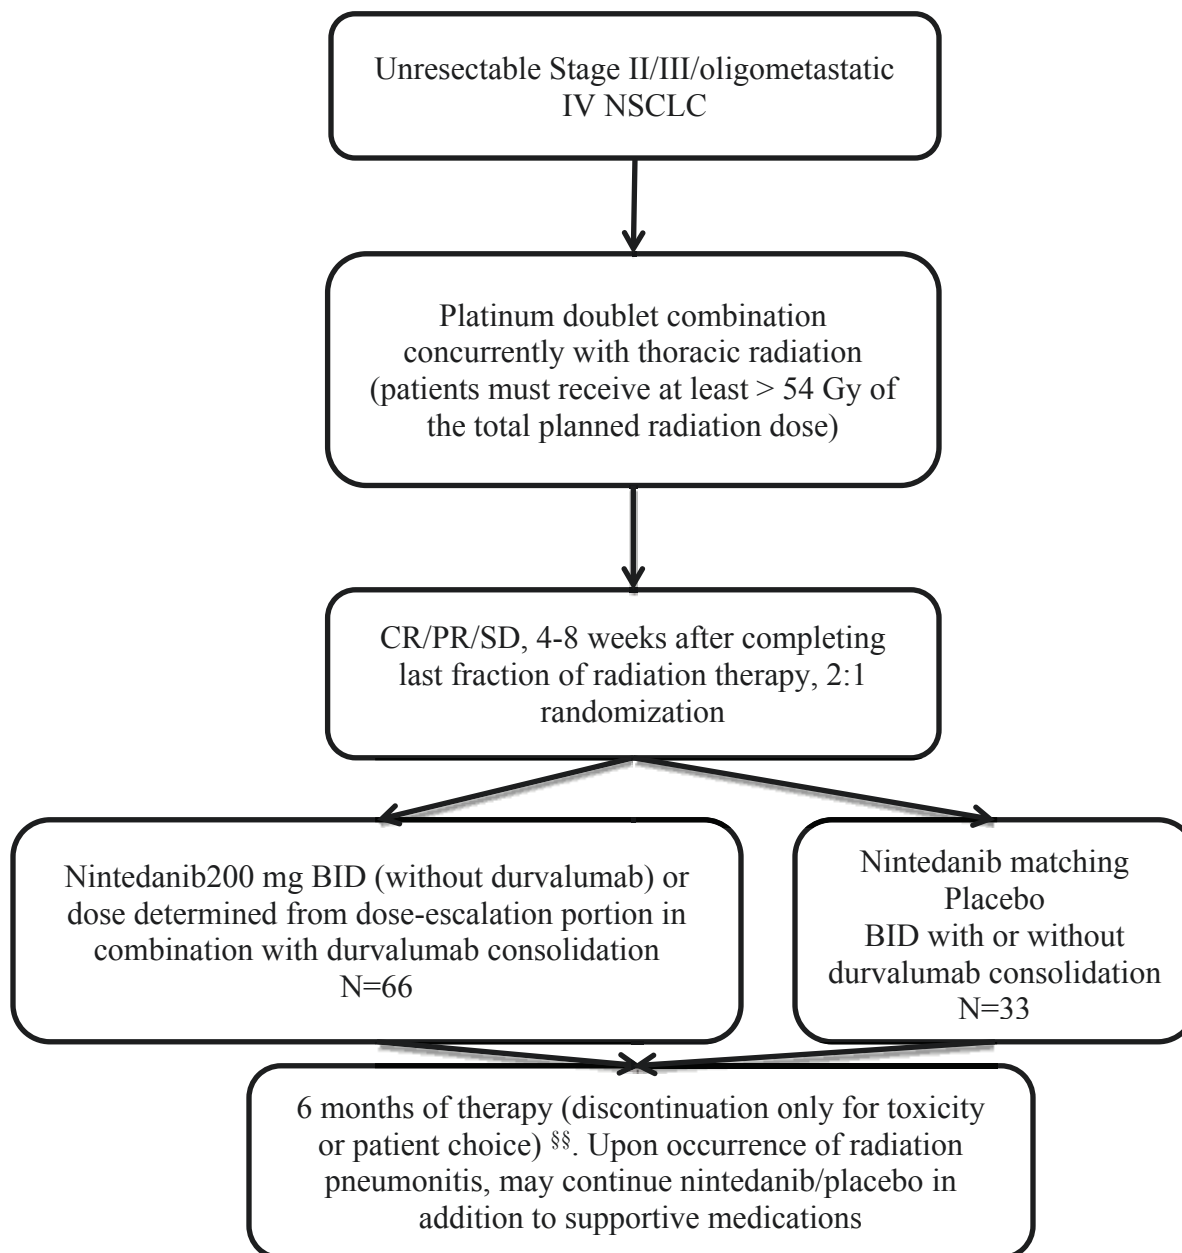 Unresectable Stage II/III/oligometastatic
IV NSCLC
Platinum doublet combination
concurrently with thoracic radiation
(patients must receive at least > 54 Gy of
the total planned radiation dose)
CR/PR/SD, 4-8 weeks after completing
last fraction of radiation therapy, 2:1
randomization
Nintedanib200 mg BID (without durvalumab) or
dose determined from dose-escalation portion in
combination with durvalumab consolidation
N=66
Nintedanib matching
Placebo
BID with or without
durvalumab consolidation
N=33
6 months of therapy (discontinuation only for toxicity
or patient choice) §§. Upon occurrence of radiation
pneumonitis, may continue nintedanib/placebo in
addition to supportive medications